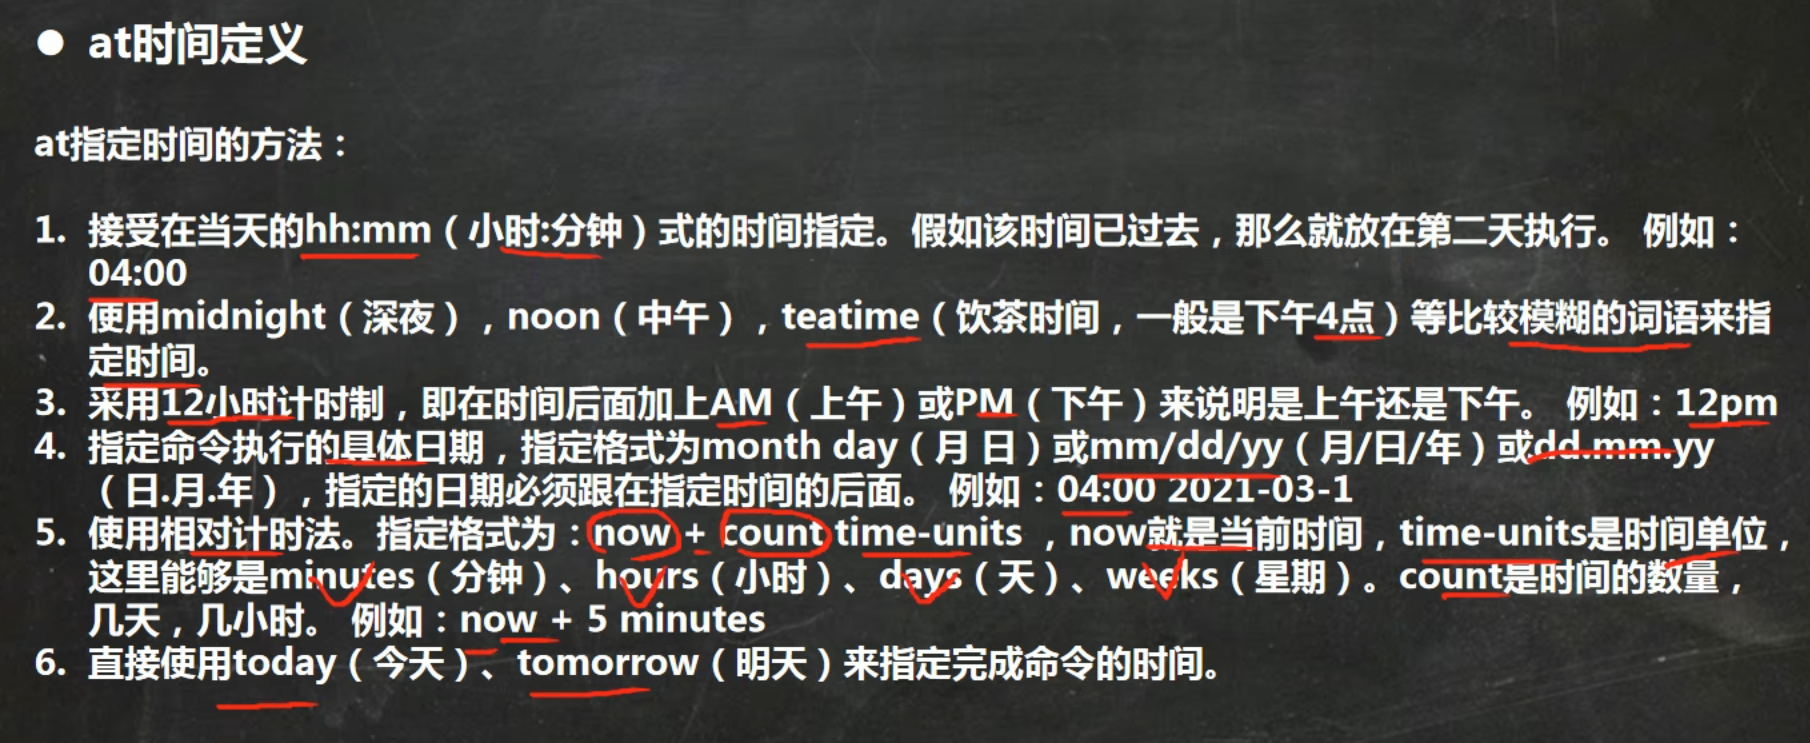 ● at时间定义
at指定时间的方法：
1. 接受在当天的hh:mm（小时:分钟）式的时间指定。假如该时间已过去，那么就放在第二天执行。 例如：
04:00
2. 使用midnight（深夜），noon（中午），teatime（饮茶时间，一般是下午4点）等比较模糊的词语来指
定时间。
3. 采用12小时计时制，即在时间后面加上AM（上午）或PM（下午）来说明是上午还是下午。 例如：12pm
4. 指定命令执行的具体日期，指定格式为month day（月 日）或mm/dd/yy（月/日/年）或dd.mm.yy
（日.月.年），指定的日期必须跟在指定时间的后面。 例如：04:00 2021-03-1
5. 使用相对计时法。指定格式为：now + count time-units ，now就是当前时间，time-units是时间单位，
这里能够是minutes（分钟）、hours（小时）、days（天）、weeks（星期）。count是时间的数量，
几天，几小时。 例如：now + 5 minutes
6. 直接使用today（今天）、tomorrow（明天）来指定完成命令的时间。